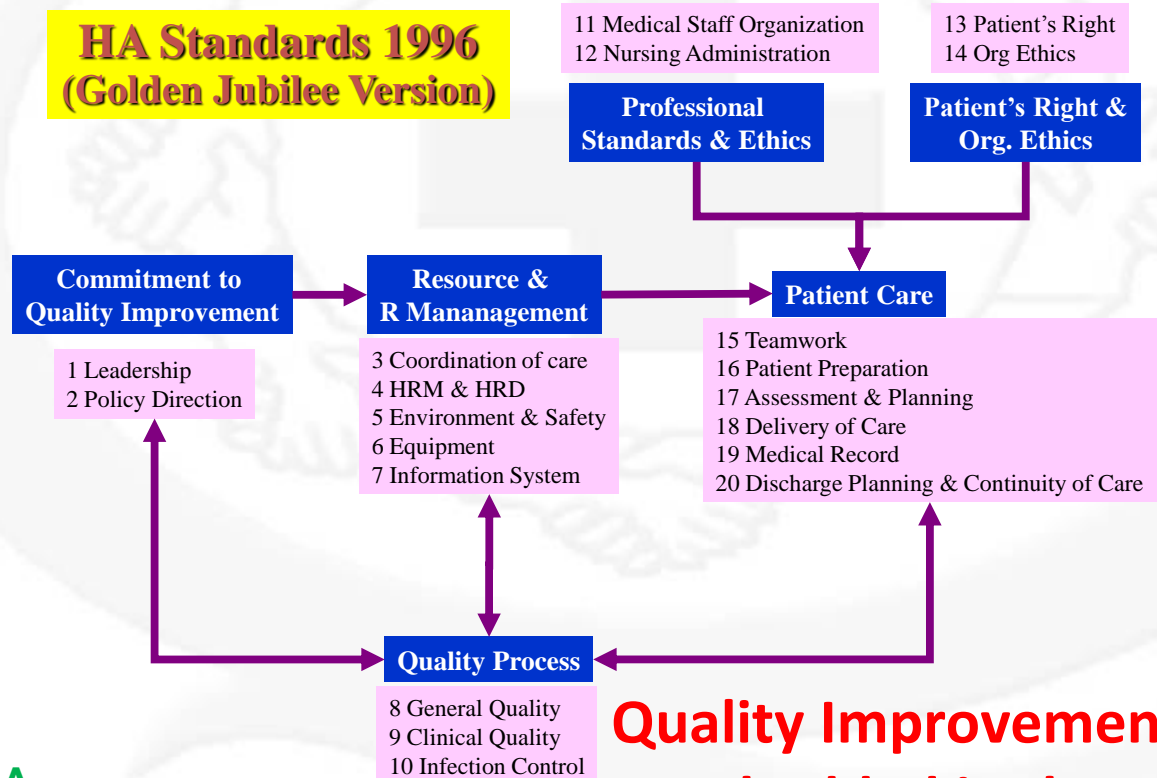 HA Standards 1996
(Golden Jubilee Version)
11 Medical Staff Organization
12 Nursing Administration
13 Patient's Right
14 Org Ethics
Professional
Standards & Ethics
Patient's Right &
Org. Ethics
Commitment to
Quality Improvement
Resource &
R Mananagement
Patient Care
1 Leadership
2 Policy Direction
3 Coordination of care
4 HRM & HRD
5 Environment & Safety
6 Equipment
7 Information System
15 Teamwork
16 Patient Preparation
17 Assessment & Planning
18 Delivery of Care
19 Medical Record
20 Discharge Planning & Continuity of Care
Quality Process
8 General Quality
9 Clinical Quality
10 Infection Control
Quality Improvemen